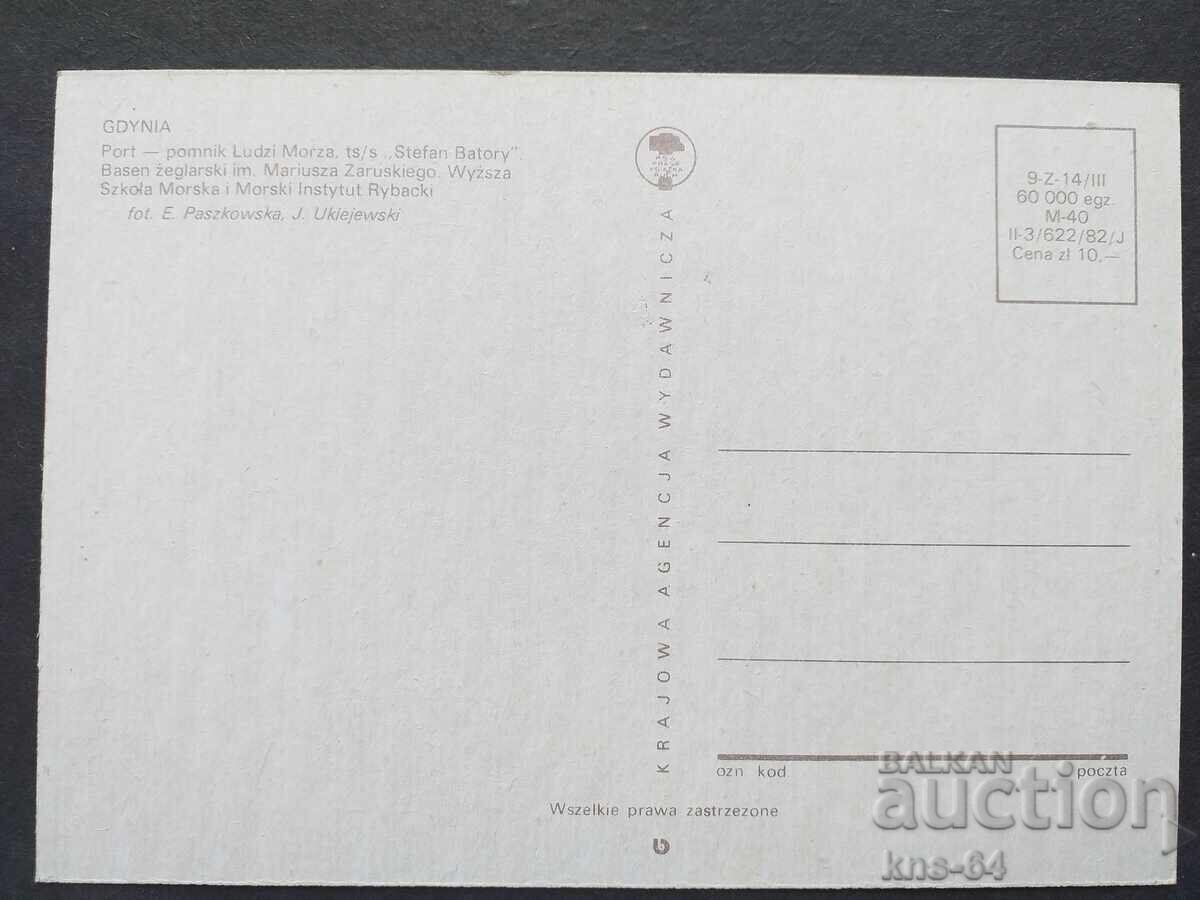 GDYNIA
Port — pomnik Ludzi Morza, ts/s „Stefan Batory”.
Basen żeglarski im. Mariusza Zaruskiego. Wyższa
Szkoła Morska i Morski Instytut Rybacki
fot. E. Paszkowska, J. Uklejewski
KRAJOWA AGENCJA WYDAWNICZA
9-Z-14/III
60 000 egz.
M-40
II-3/622/82/J
Cena zł 10,—
ozn kod
poczta
Wszelkie prawa zastrzezone
BALKAN
auction
kns-64